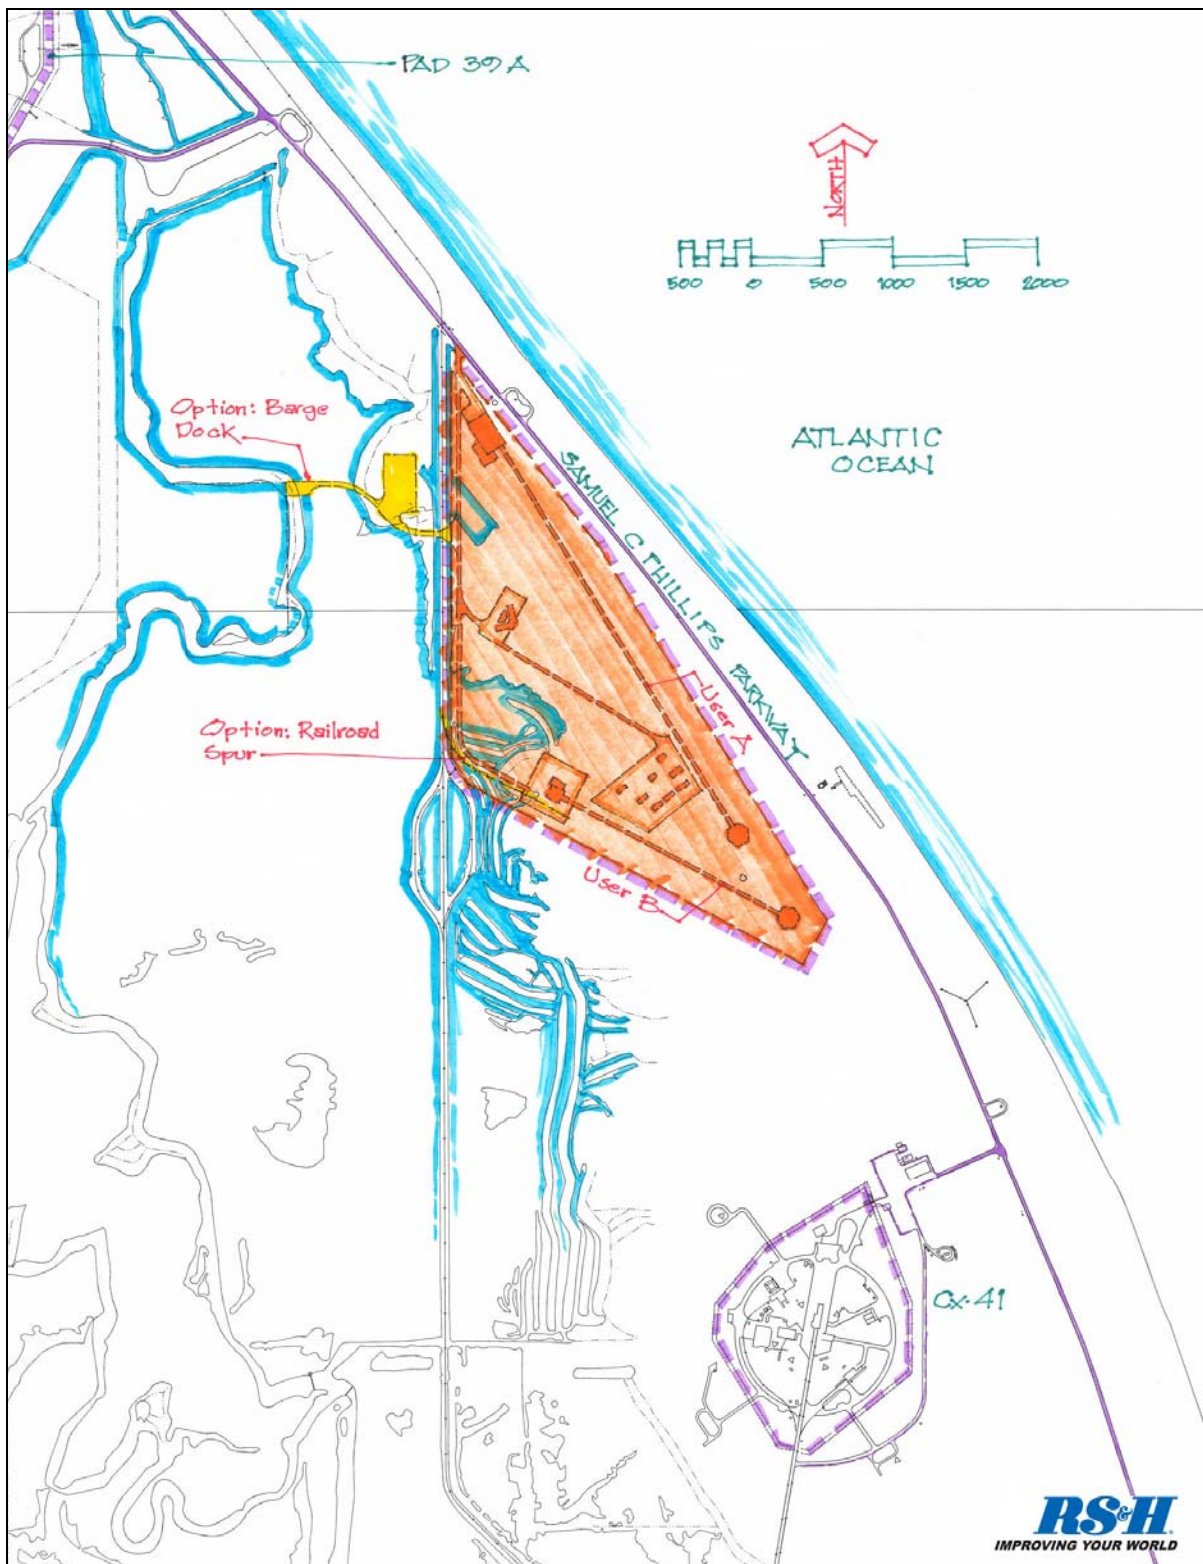 PAD 39A
NORTH
500 0 500 1000 1500 2000
Option: Barge
Dock
ATLANTIC
OCEAN
SAMUEL C PHILLIPS PARKWAY
User A
Option: Railroad
Spur
User B
Cx-41
RS&H
IMPROVING YOUR WORLD